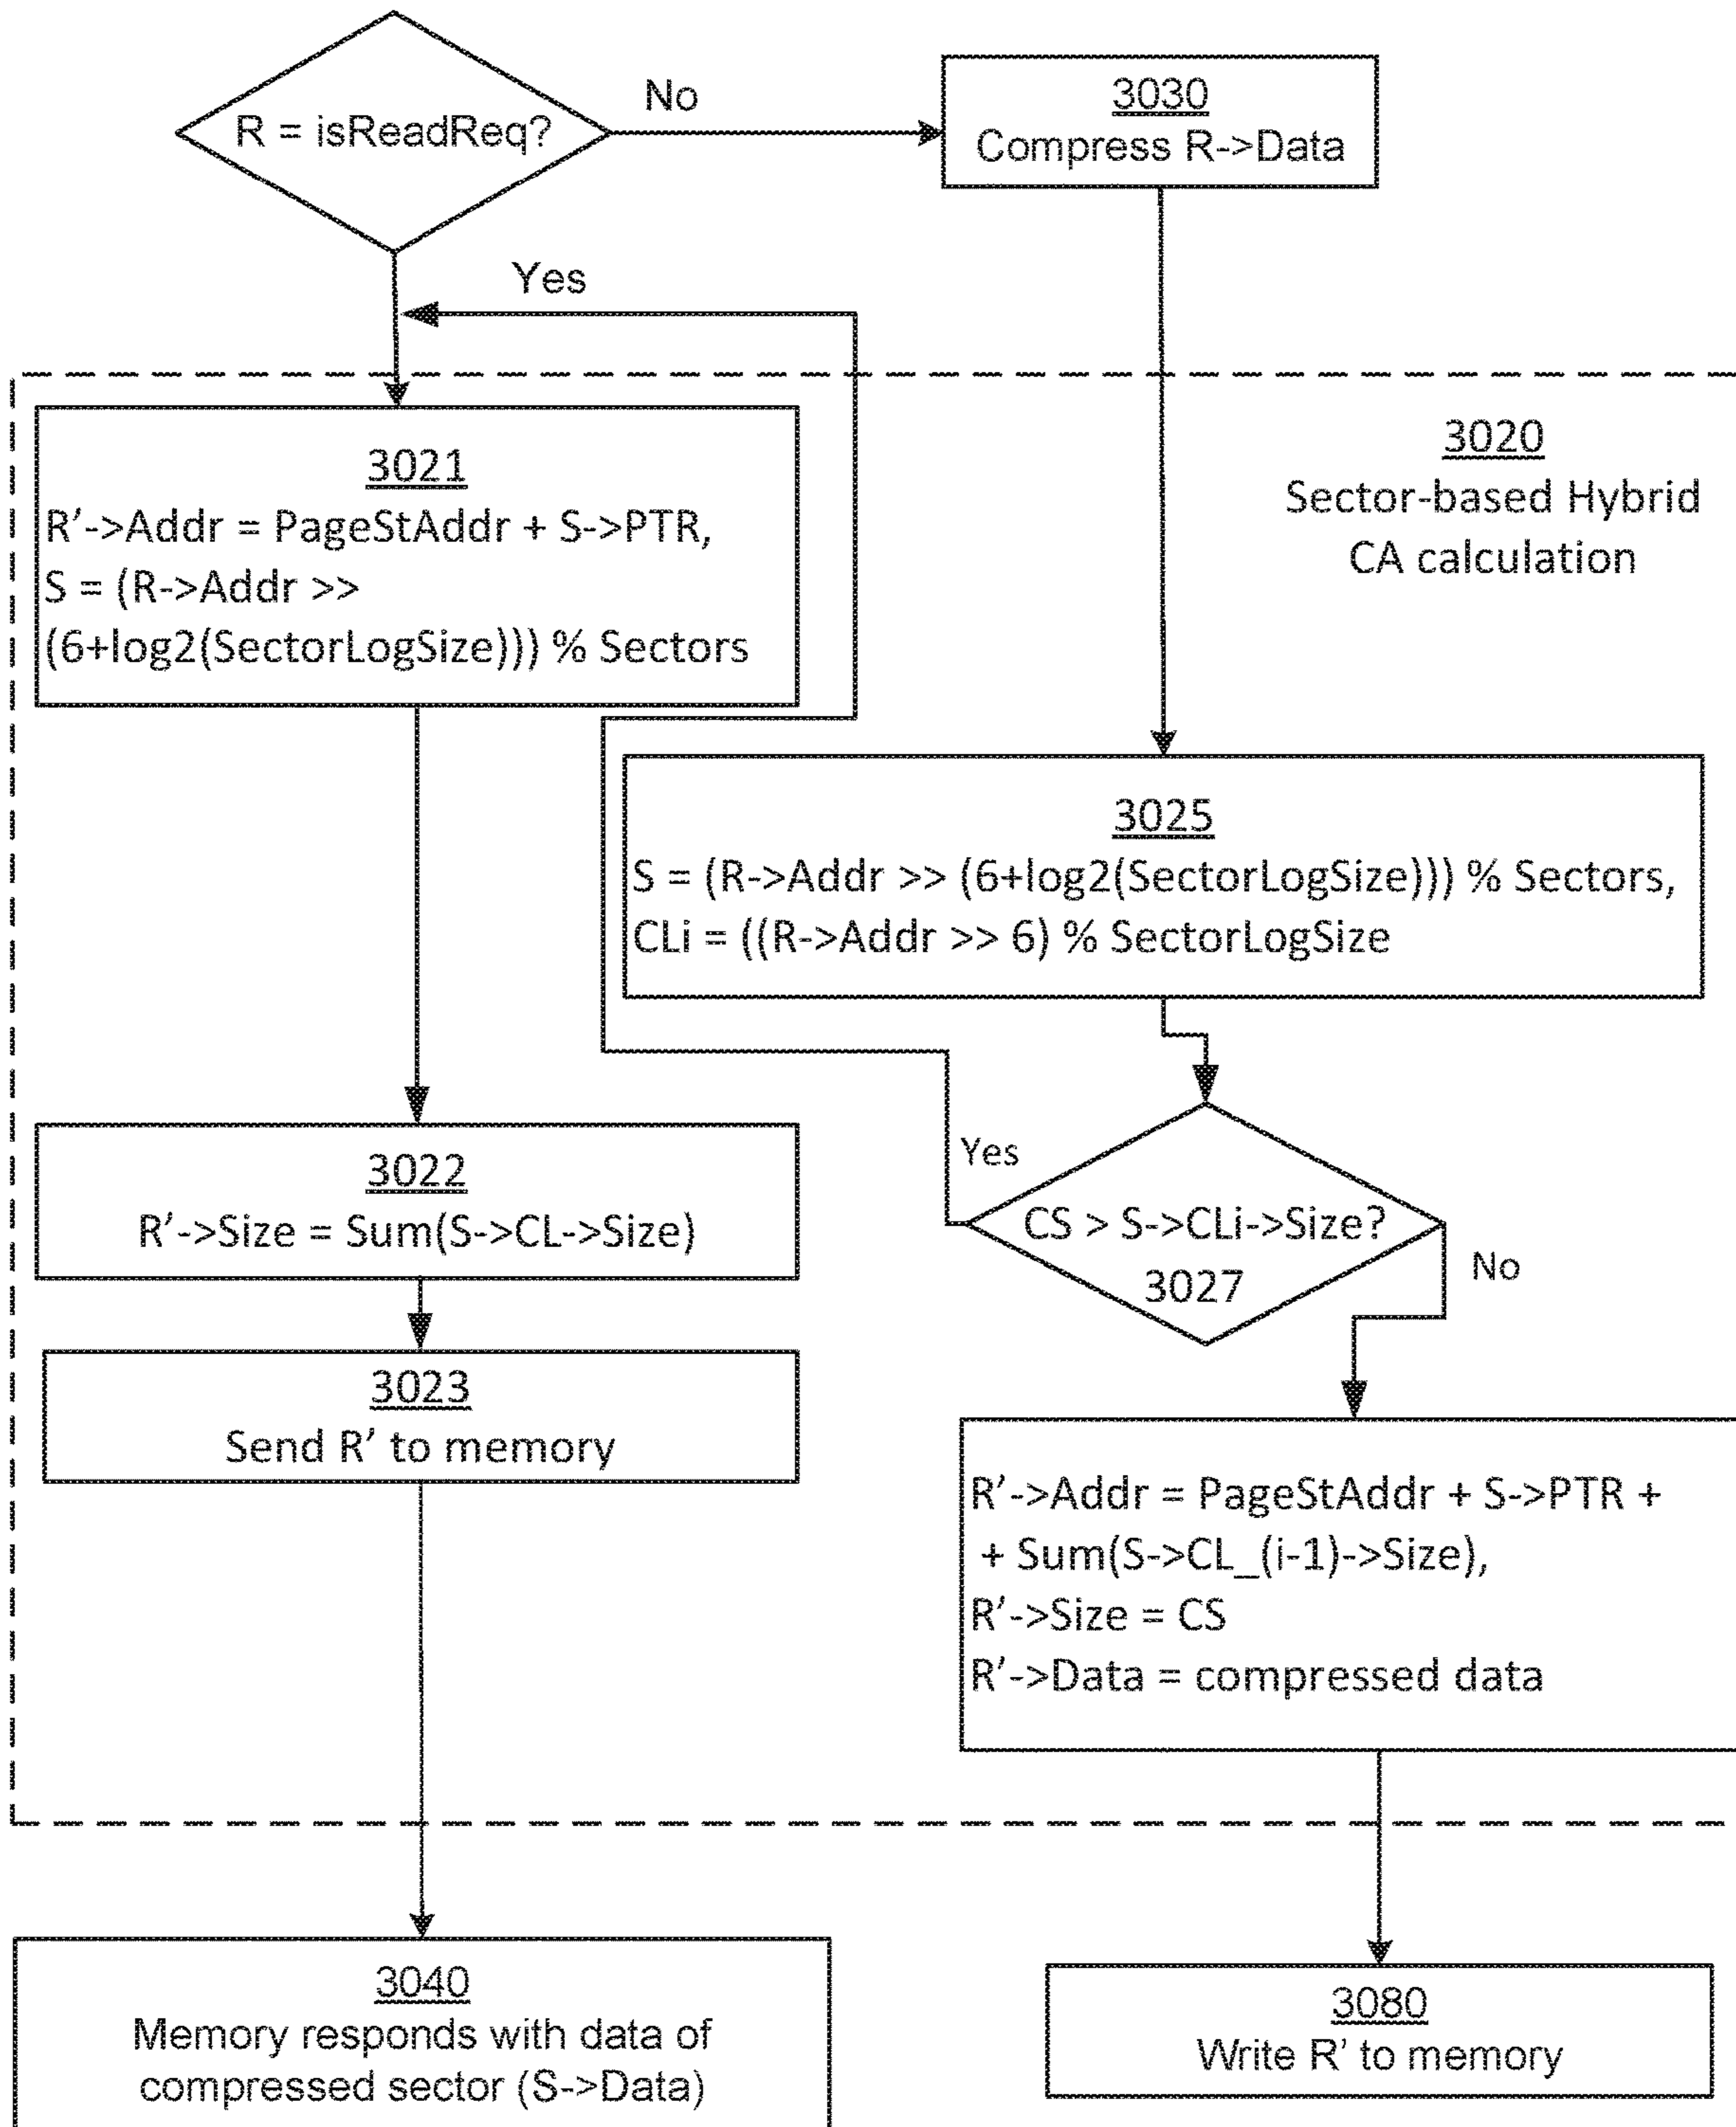 R = isReadReq?
No
3030
Compress R->Data
Yes
3020
Sector-based Hybrid
CA calculation
3021
R’->Addr = PageStAddr + S->PTR,
S = (R->Addr >>
(6+log2(SectorLogSize))) % Sectors
3025
S = (R->Addr >> (6+log2(SectorLogSize))) % Sectors,
CLi = ((R->Addr >> 6) % SectorLogSize
3022
R’->Size = Sum(S->CL->Size)
Yes
CS > S->CLi->Size?
3027
No
3023
Send R’ to memory
R’->Addr = PageStAddr + S->PTR +
+ Sum(S->CL_(i-1)->Size),
R’->Size = CS
R’->Data = compressed data
3040
Memory responds with data of
compressed sector (S->Data)
3080
Write R’ to memory